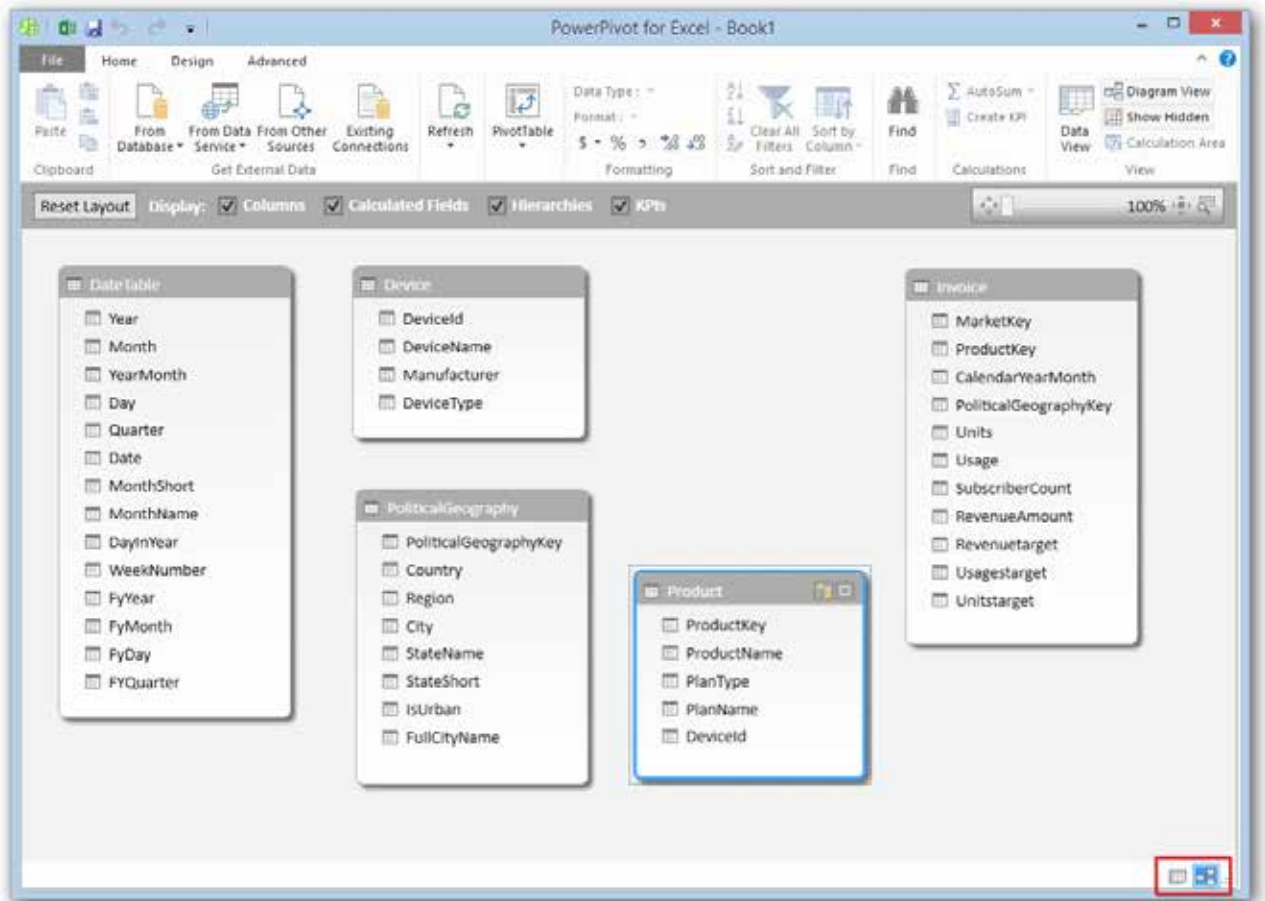 PowerPivot for Excel - Book1
File Home Design Advanced
Paste
Clipboard
From Database
From Data Service
From Other Sources
Existing Connections
Get External Data
Refresh
PivotTable
Data Type :
Format :
$ % ,
Formatting
Clear All Filters
Sort by Column
Sort and Filter
Find
Find
AutoSum
Create KPI
Calculations
Data View
Diagram View
Show Hidden
Calculation Area
View
Reset Layout Display: Columns Calculated Fields Hierarchies KPIs 100%
DateTable
Year
Month
YearMonth
Day
Quarter
Date
MonthShort
MonthName
DayInYear
WeekNumber
FyYear
FyMonth
FyDay
FYQuarter
Device
DeviceId
DeviceName
Manufacturer
DeviceType
PoliticalGeography
PoliticalGeographyKey
Country
Region
City
StateName
StateShort
IsUrban
FullCityName
Product
ProductKey
ProductName
PlanType
PlanName
DeviceId
Invoice
MarketKey
ProductKey
CalendarYearMonth
PoliticalGeographyKey
Units
Usage
SubscriberCount
RevenueAmount
Revenuetarget
Usagestarget
Unitstarget